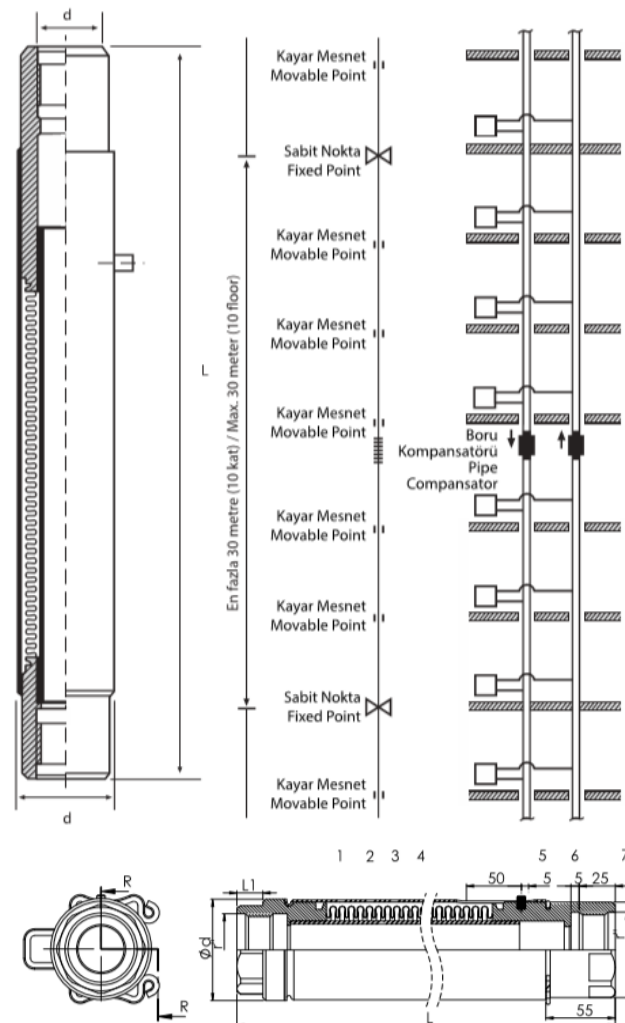 d
L
d
En fazla 30 metre (10 kat) / Max. 30 meter (10 floor)
Kayar Mesnet
Movable Point
Sabit Nokta
Fixed Point
Kayar Mesnet
Movable Point
Kayar Mesnet
Movable Point
Kayar Mesnet
Movable Point
Kayar Mesnet
Movable Point
Kayar Mesnet
Movable Point
Sabit Nokta
Fixed Point
Kayar Mesnet
Movable Point
Boru
Kompansatörü
Pipe
Compansator
1 2 3 4 5 6 7
R
R
L1
50 5 5 25
Ød
r
L
55